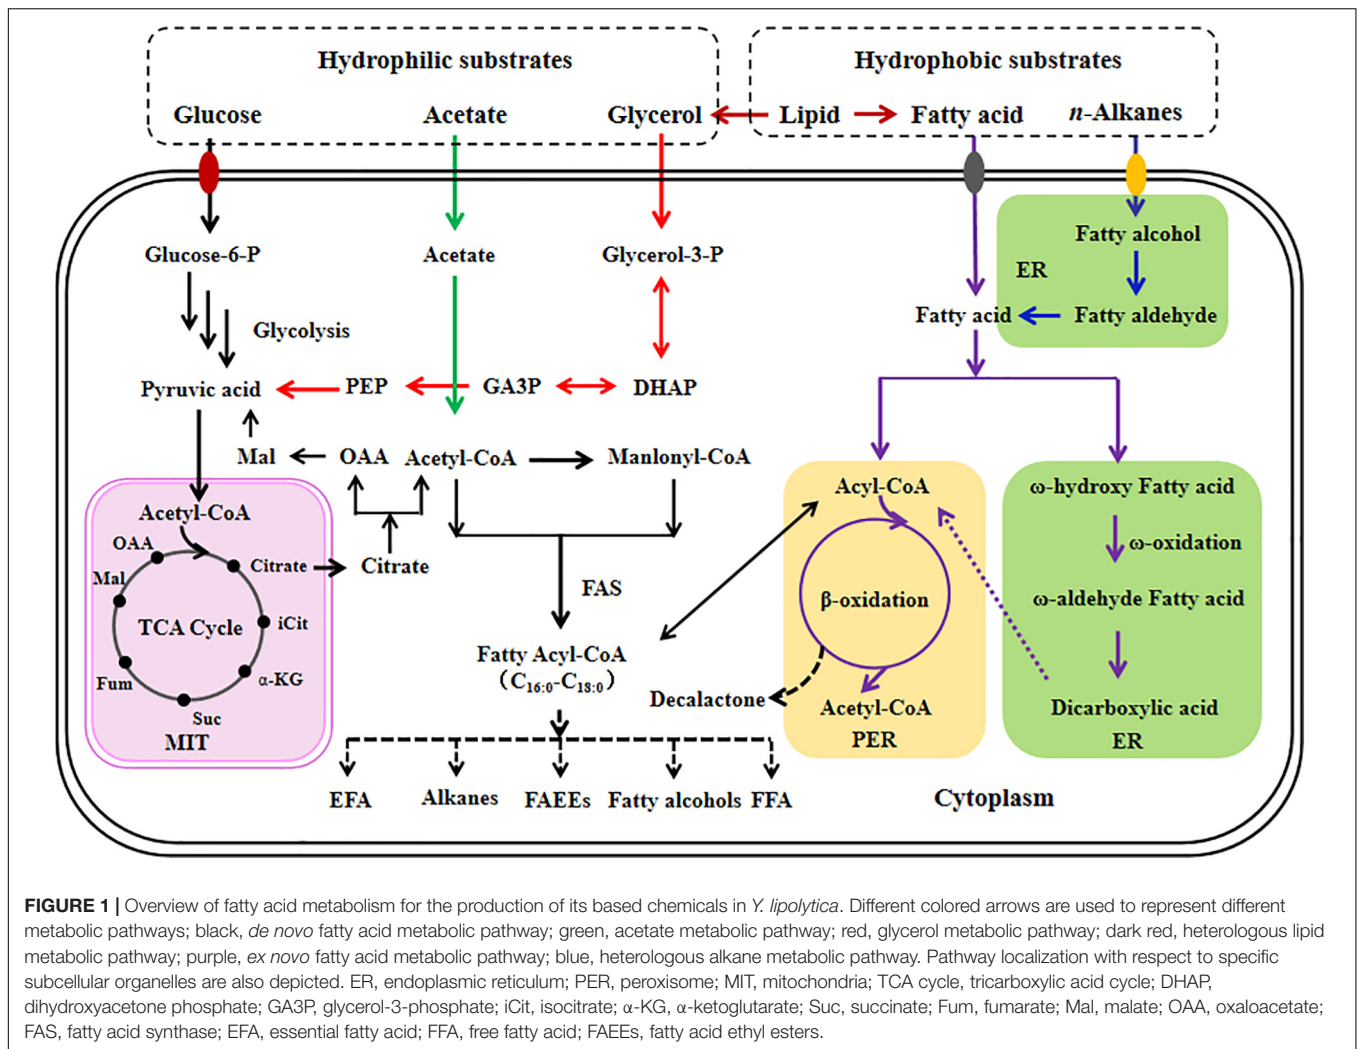 Hydrophilic substrates
Hydrophobic substrates
Glucose
Acetate
Glycerol
Lipid
Fatty acid
n-Alkanes
Glucose-6-P
Acetate
Glycerol-3-P
Fatty alcohol
ER
Fatty acid
Fatty aldehyde
Glycolysis
Pyruvic acid
PEP
GA3P
DHAP
Mal
OAA
Acetyl-CoA
Manlonyl-CoA
Acetyl-CoA
OAA
Mal
Citrate
TCA Cycle
iCit
Fum
α-KG
Suc
MIT
Citrate
FAS
Fatty Acyl-CoA
(C16:0-C18:0)
Decalactone
Acyl-CoA
β-oxidation
Acetyl-CoA
PER
ω-hydroxy Fatty acid
ω-oxidation
ω-aldehyde Fatty acid
Dicarboxylic acid
ER
EFA
Alkanes
FAEEs
Fatty alcohols
FFA
Cytoplasm
FIGURE 1 | Overview of fatty acid metabolism for the production of its based chemicals in Y. lipolytica. Different colored arrows are used to represent different
metabolic pathways; black, de novo fatty acid metabolic pathway; green, acetate metabolic pathway; red, glycerol metabolic pathway; dark red, heterologous lipid
metabolic pathway; purple, ex novo fatty acid metabolic pathway; blue, heterologous alkane metabolic pathway. Pathway localization with respect to specific
subcellular organelles are also depicted. ER, endoplasmic reticulum; PER, peroxisome; MIT, mitochondria; TCA cycle, tricarboxylic acid cycle; DHAP,
dihydroxyacetone phosphate; GA3P, glycerol-3-phosphate; iCit, isocitrate; α-KG, α-ketoglutarate; Suc, succinate; Fum, fumarate; Mal, malate; OAA, oxaloacetate;
FAS, fatty acid synthase; EFA, essential fatty acid; FFA, free fatty acid; FAEEs, fatty acid ethyl esters.